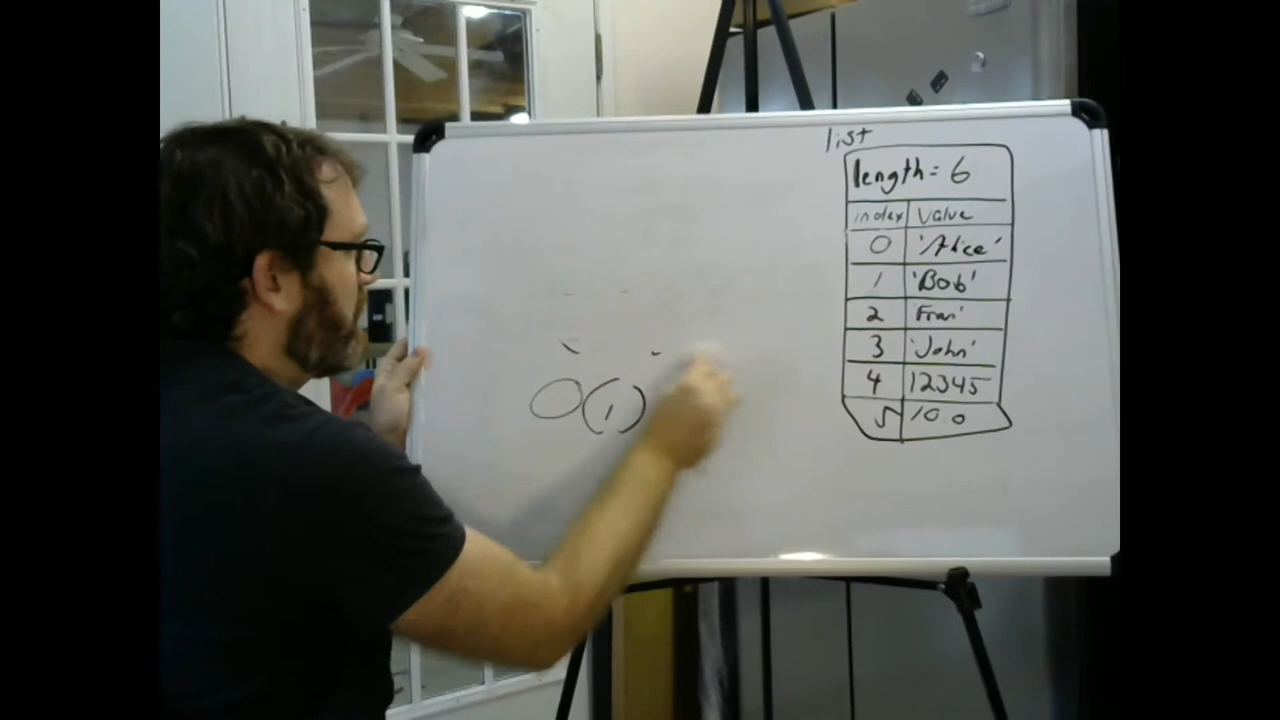 list
length = 6
index value
0 'Alice'
1 'Bob'
2 'Fran'
3 'John'
4 12345
5 10.0
0 (1)